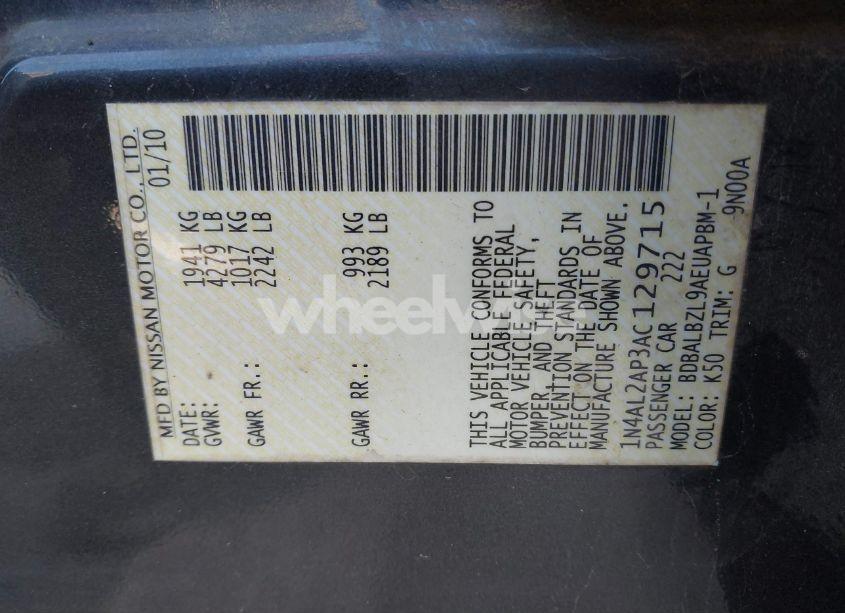 MFD BY NISSAN MOTOR CO., LTD.
DATE: 01/10
GVWR: 1941 KG
4279 LB
GAWR FR.: 1017 KG
2242 LB
GAWR RR.: 993 KG
2189 LB
THIS VEHICLE CONFORMS TO
ALL APPLICABLE FEDERAL
MOTOR VEHICLE SAFETY,
BUMPER, AND THEFT
PREVENTION STANDARDS IN
EFFECT ON THE DATE OF
MANUFACTURE SHOWN ABOVE.
1N4AL2AP3AC129715
PASSENGER CAR 222
MODEL: BDBALBZL9AEUAPBM-1
COLOR: K50 TRIM: G 9N00A
wheelwise